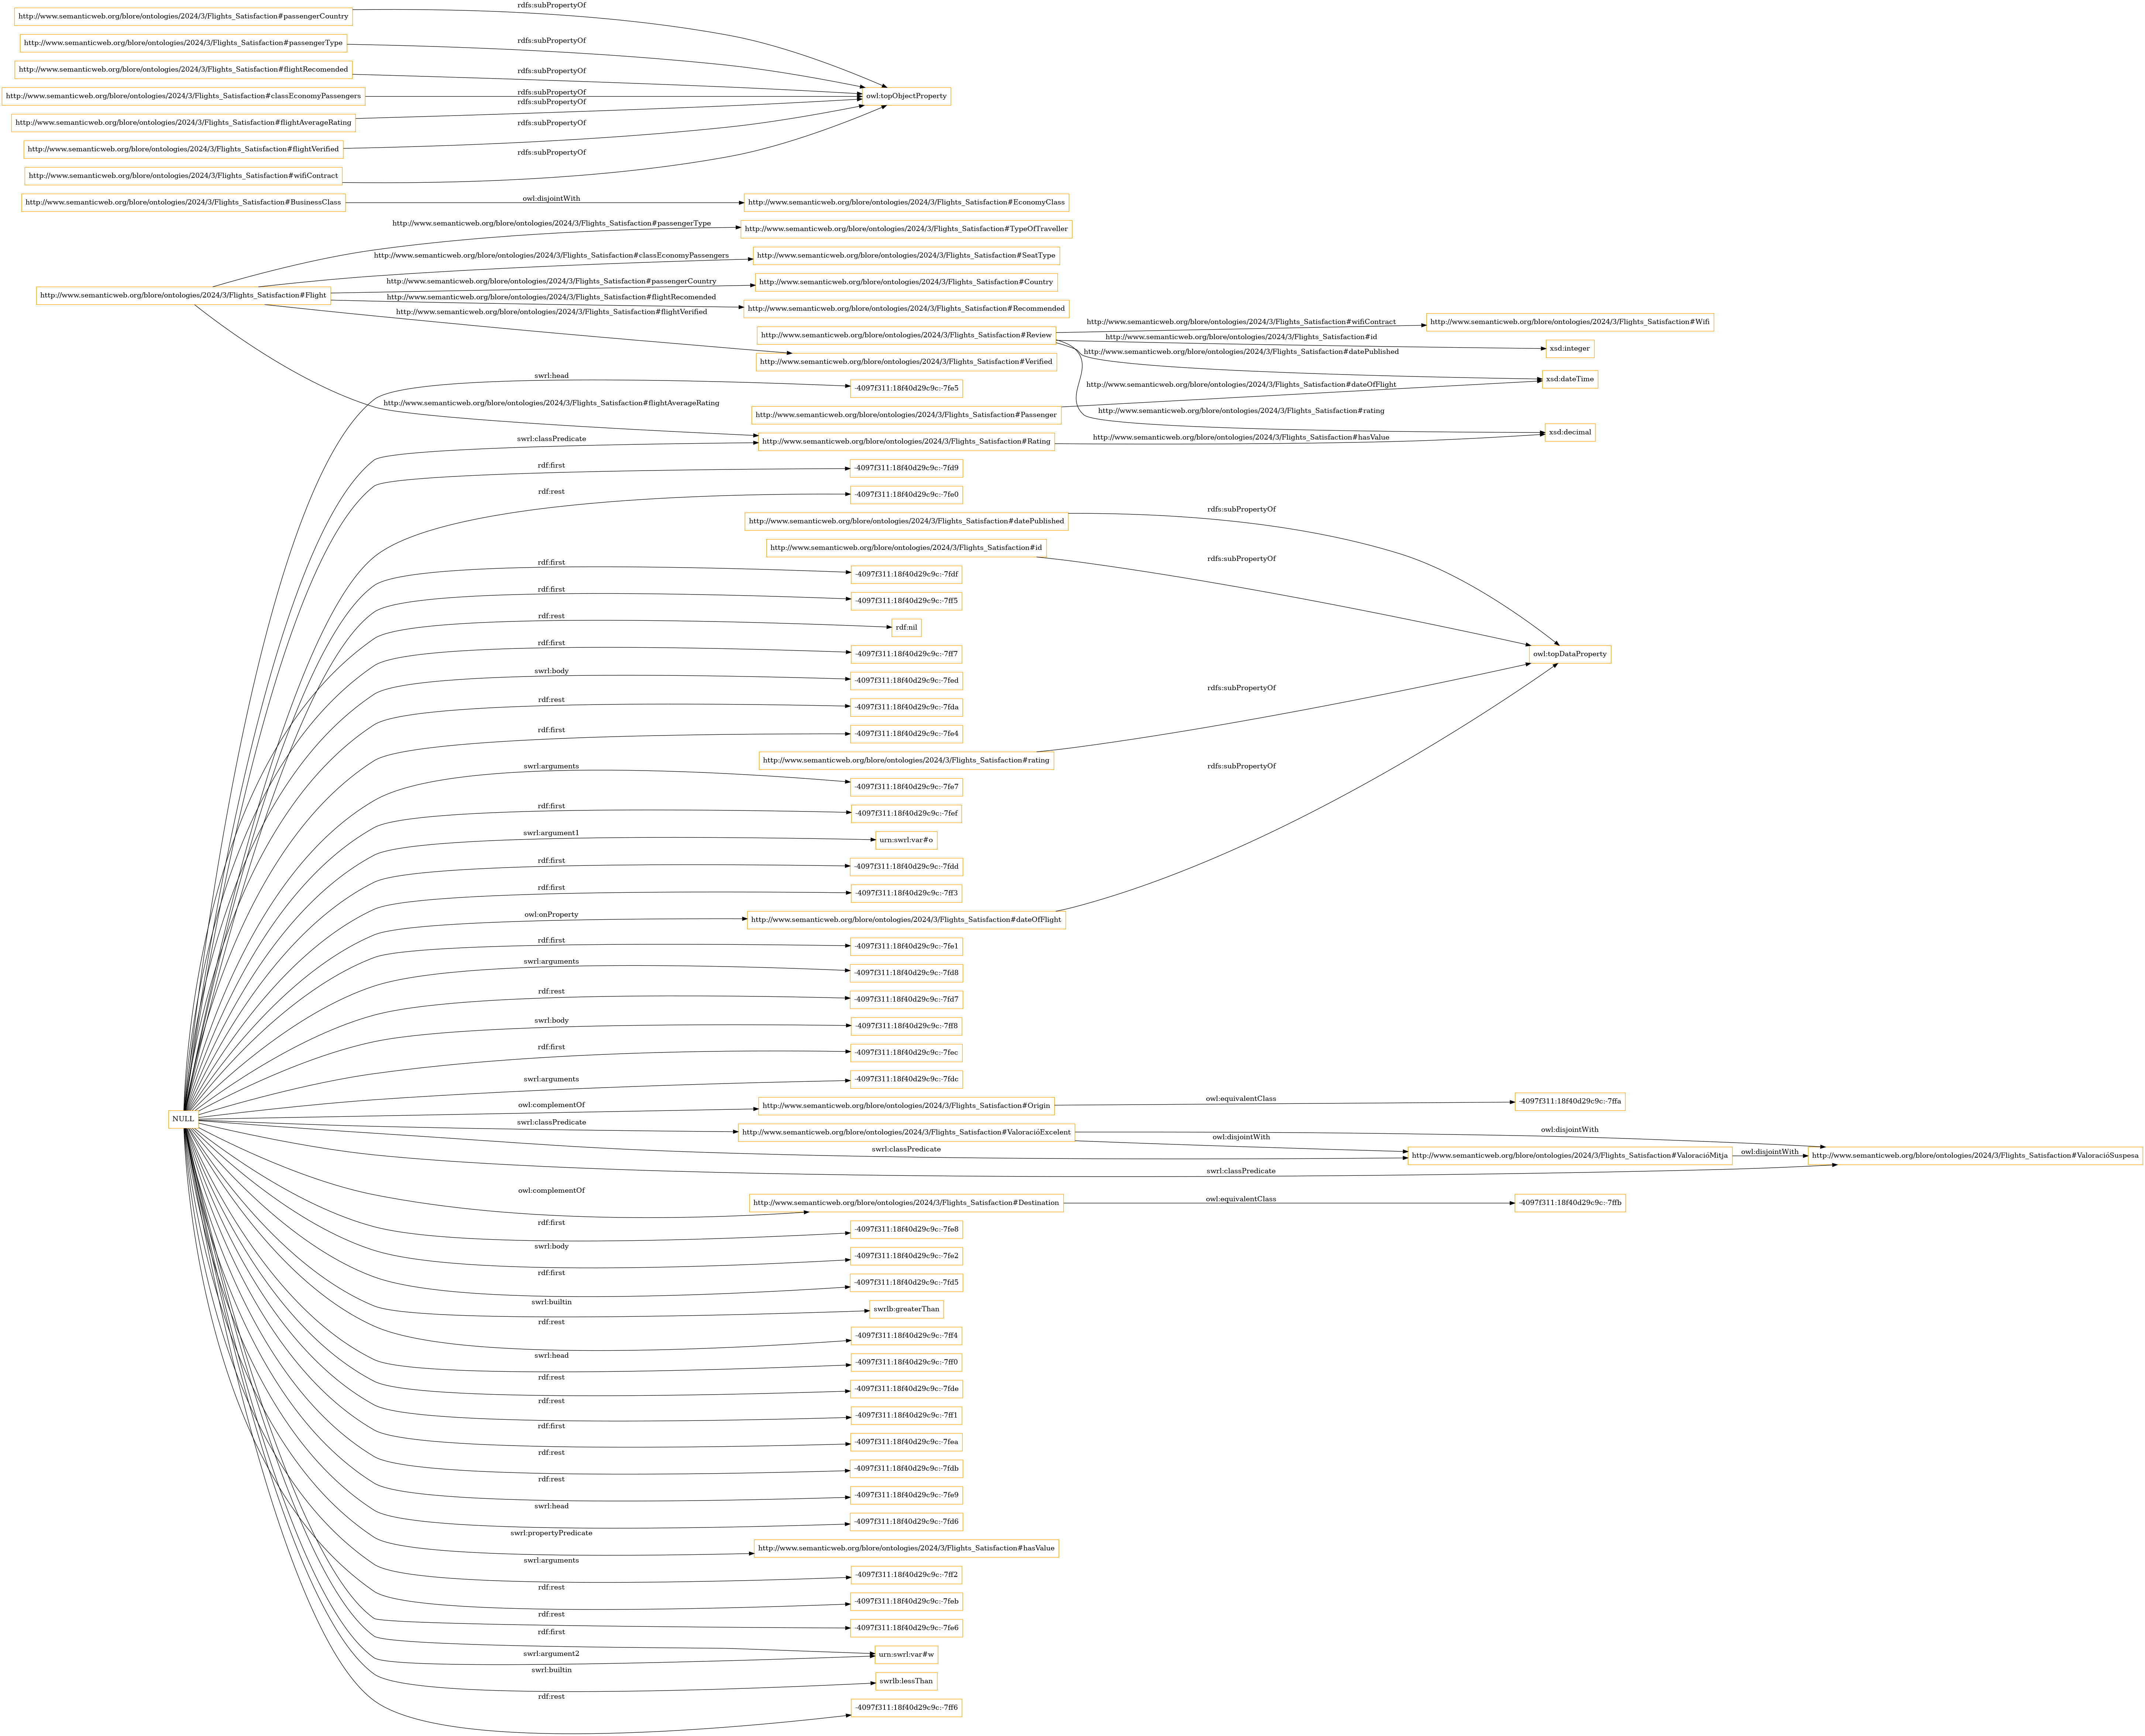 http://www.semanticweb.org/blore/ontologies/2024/3/Flights_Satisfaction#passengerCountry
rdfs:subPropertyOf
http://www.semanticweb.org/blore/ontologies/2024/3/Flights_Satisfaction#passengerType
rdfs:subPropertyOf
http://www.semanticweb.org/blore/ontologies/2024/3/Flights_Satisfaction#flightRecomended
rdfs:subPropertyOf
http://www.semanticweb.org/blore/ontologies/2024/3/Flights_Satisfaction#classEconomyPassengers
rdfs:subPropertyOf
owl:topObjectProperty
rdfs:subPropertyOf
http://www.semanticweb.org/blore/ontologies/2024/3/Flights_Satisfaction#flightAverageRating
rdfs:subPropertyOf
http://www.semanticweb.org/blore/ontologies/2024/3/Flights_Satisfaction#flightVerified
rdfs:subPropertyOf
http://www.semanticweb.org/blore/ontologies/2024/3/Flights_Satisfaction#wifiContract
http://www.semanticweb.org/blore/ontologies/2024/3/Flights_Satisfaction#BusinessClass
owl:disjointWith
http://www.semanticweb.org/blore/ontologies/2024/3/Flights_Satisfaction#EconomyClass
http://www.semanticweb.org/blore/ontologies/2024/3/Flights_Satisfaction#passengerType
http://www.semanticweb.org/blore/ontologies/2024/3/Flights_Satisfaction#TypeOfTraveller
http://www.semanticweb.org/blore/ontologies/2024/3/Flights_Satisfaction#classEconomyPassengers
http://www.semanticweb.org/blore/ontologies/2024/3/Flights_Satisfaction#SeatType
http://www.semanticweb.org/blore/ontologies/2024/3/Flights_Satisfaction#passengerCountry
http://www.semanticweb.org/blore/ontologies/2024/3/Flights_Satisfaction#Country
http://www.semanticweb.org/blore/ontologies/2024/3/Flights_Satisfaction#Flight
http://www.semanticweb.org/blore/ontologies/2024/3/Flights_Satisfaction#flightRecomended
http://www.semanticweb.org/blore/ontologies/2024/3/Flights_Satisfaction#Recommended
http://www.semanticweb.org/blore/ontologies/2024/3/Flights_Satisfaction#flightVerified
http://www.semanticweb.org/blore/ontologies/2024/3/Flights_Satisfaction#Review
http://www.semanticweb.org/blore/ontologies/2024/3/Flights_Satisfaction#wifiContract
http://www.semanticweb.org/blore/ontologies/2024/3/Flights_Satisfaction#Wifi
http://www.semanticweb.org/blore/ontologies/2024/3/Flights_Satisfaction#id
xsd:integer
http://www.semanticweb.org/blore/ontologies/2024/3/Flights_Satisfaction#datePublished
http://www.semanticweb.org/blore/ontologies/2024/3/Flights_Satisfaction#Verified
xsd:dateTime
swrl:head
-4097f311:18f40d29c9c:-7fe5
http://www.semanticweb.org/blore/ontologies/2024/3/Flights_Satisfaction#dateOfFlight
http://www.semanticweb.org/blore/ontologies/2024/3/Flights_Satisfaction#flightAverageRating
http://www.semanticweb.org/blore/ontologies/2024/3/Flights_Satisfaction#Passenger
http://www.semanticweb.org/blore/ontologies/2024/3/Flights_Satisfaction#rating
xsd:decimal
swrl:classPredicate
http://www.semanticweb.org/blore/ontologies/2024/3/Flights_Satisfaction#Rating
http://www.semanticweb.org/blore/ontologies/2024/3/Flights_Satisfaction#hasValue
rdf:first
-4097f311:18f40d29c9c:-7fd9
rdf:rest
-4097f311:18f40d29c9c:-7fe0
http://www.semanticweb.org/blore/ontologies/2024/3/Flights_Satisfaction#datePublished
rdfs:subPropertyOf
http://www.semanticweb.org/blore/ontologies/2024/3/Flights_Satisfaction#id
rdfs:subPropertyOf
rdf:first
-4097f311:18f40d29c9c:-7fdf
rdf:first
-4097f311:18f40d29c9c:-7ff5
rdf:rest
rdf:nil
rdf:first
-4097f311:18f40d29c9c:-7ff7
owl:topDataProperty
swrl:body
-4097f311:18f40d29c9c:-7fed
rdfs:subPropertyOf
rdf:rest
-4097f311:18f40d29c9c:-7fda
rdf:first
-4097f311:18f40d29c9c:-7fe4
http://www.semanticweb.org/blore/ontologies/2024/3/Flights_Satisfaction#rating
rdfs:subPropertyOf
swrl:arguments
-4097f311:18f40d29c9c:-7fe7
rdf:first
-4097f311:18f40d29c9c:-7fef
swrl:argument1
urn:swrl:var#o
rdf:first
-4097f311:18f40d29c9c:-7fdd
rdf:first
-4097f311:18f40d29c9c:-7ff3
owl:onProperty
http://www.semanticweb.org/blore/ontologies/2024/3/Flights_Satisfaction#dateOfFlight
rdf:first
-4097f311:18f40d29c9c:-7fe1
swrl:arguments
-4097f311:18f40d29c9c:-7fd8
rdf:rest
-4097f311:18f40d29c9c:-7fd7
swrl:body
-4097f311:18f40d29c9c:-7ff8
rdf:first
-4097f311:18f40d29c9c:-7fec
swrl:arguments
-4097f311:18f40d29c9c:-7fdc
NULL
owl:complementOf
http://www.semanticweb.org/blore/ontologies/2024/3/Flights_Satisfaction#Origin
owl:equivalentClass
-4097f311:18f40d29c9c:-7ffa
swrl:classPredicate
http://www.semanticweb.org/blore/ontologies/2024/3/Flights_Satisfaction#ValoracióExcelent
owl:disjointWith
owl:disjointWith
swrl:classPredicate
http://www.semanticweb.org/blore/ontologies/2024/3/Flights_Satisfaction#ValoracióMitja
owl:disjointWith
http://www.semanticweb.org/blore/ontologies/2024/3/Flights_Satisfaction#ValoracióSuspesa
swrl:classPredicate
owl:complementOf
http://www.semanticweb.org/blore/ontologies/2024/3/Flights_Satisfaction#Destination
owl:equivalentClass
-4097f311:18f40d29c9c:-7ffb
rdf:first
-4097f311:18f40d29c9c:-7fe8
swrl:body
-4097f311:18f40d29c9c:-7fe2
rdf:first
-4097f311:18f40d29c9c:-7fd5
swrl:builtin
swrlb:greaterThan
rdf:rest
-4097f311:18f40d29c9c:-7ff4
swrl:head
-4097f311:18f40d29c9c:-7ff0
rdf:rest
-4097f311:18f40d29c9c:-7fde
rdf:rest
-4097f311:18f40d29c9c:-7ff1
rdf:first
-4097f311:18f40d29c9c:-7fea
rdf:rest
-4097f311:18f40d29c9c:-7fdb
rdf:rest
-4097f311:18f40d29c9c:-7fe9
swrl:head
-4097f311:18f40d29c9c:-7fd6
swrl:propertyPredicate
http://www.semanticweb.org/blore/ontologies/2024/3/Flights_Satisfaction#hasValue
swrl:arguments
-4097f311:18f40d29c9c:-7ff2
rdf:rest
-4097f311:18f40d29c9c:-7feb
rdf:rest
-4097f311:18f40d29c9c:-7fe6
rdf:first
swrl:argument2
urn:swrl:var#w
swrl:builtin
swrlb:lessThan
rdf:rest
-4097f311:18f40d29c9c:-7ff6